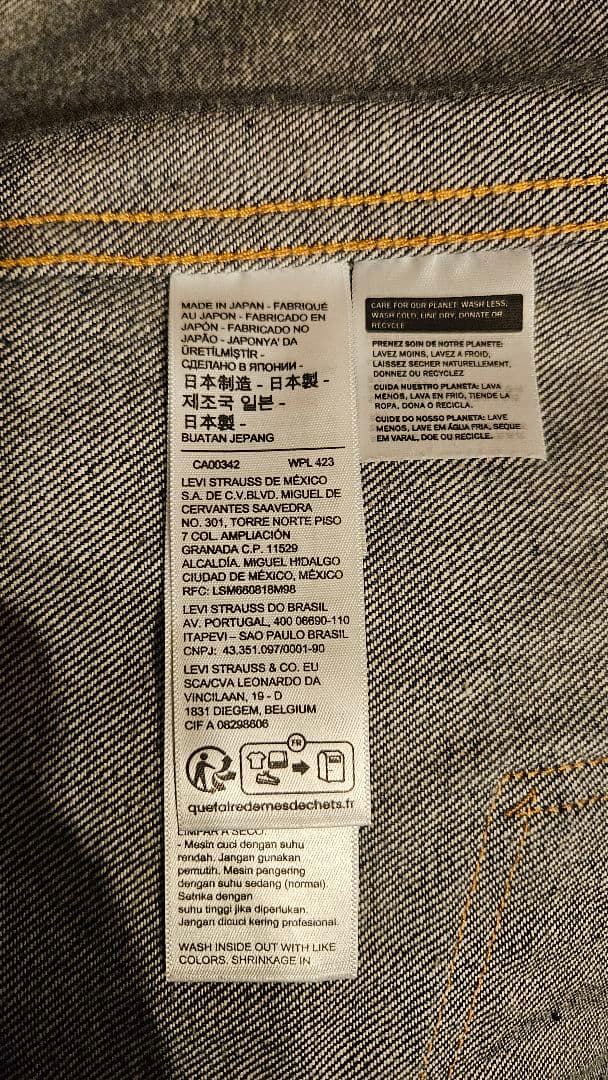 MADE IN JAPAN - FABRIQUÉ
AU JAPON - FABRICADO EN
JAPÓN - FABRICADO NO
JAPÃO - JAPONYA' DA
ÜRETİLMİŞTİR -
СДЕЛАНО В ЯПОНИИ -
日本制造 - 日本製 -
제조국 일본 -
日本製 -
BUATAN JEPANG
CA00342 WPL 423
LEVI STRAUSS DE MÉXICO
S.A. DE C.V.BLVD. MIGUEL DE
CERVANTES SAAVEDRA
NO. 301, TORRE NORTE PISO
7 COL. AMPLIACIÓN
GRANADA C.P. 11529
ALCALDÍA. MIGUEL HIDALGO
CIUDAD DE MÉXICO, MÉXICO
RFC: LSM660818M98
LEVI STRAUSS DO BRASIL
AV. PORTUGAL, 400 06690-110
ITAPEVI – SAO PAULO BRASIL
CNPJ: 43.351.097/0001-90
LEVI STRAUSS & CO. EU
SCA/CVA LEONARDO DA
VINCILAAN, 19 - D
1831 DIEGEM, BELGIUM
CIF A 08298606
FR
quefairedemesdechets.fr
LIMPAR A SECO.
- Mesin cuci dengan suhu
rendah. Jangan gunakan
pemutih. Mesin pengering
dengan suhu sedang (normal).
Setrika dengan
suhu tinggi jika diperlukan.
Jangan dicuci kering profesional.
WASH INSIDE OUT WITH LIKE
COLORS. SHRINKAGE IN
CARE FOR OUR PLANET: WASH LESS,
WASH COLD, LINE DRY, DONATE OR
RECYCLE
PRENEZ SOIN DE NOTRE PLANETE:
LAVEZ MOINS, LAVEZ A FROID,
LAISSEZ SECHER NATURELLEMENT,
DONNEZ OU RECYCLEZ
CUIDA NUESTRO PLANETA: LAVA
MENOS, LAVA EN FRIO, TIENDE LA
ROPA, DONA O RECICLA.
CUIDE DO NOSSO PLANETA: LAVE
MENOS, LAVE EM ÁGUA FRIA, SEQUE
EM VARAL, DOE OU RECICLE.